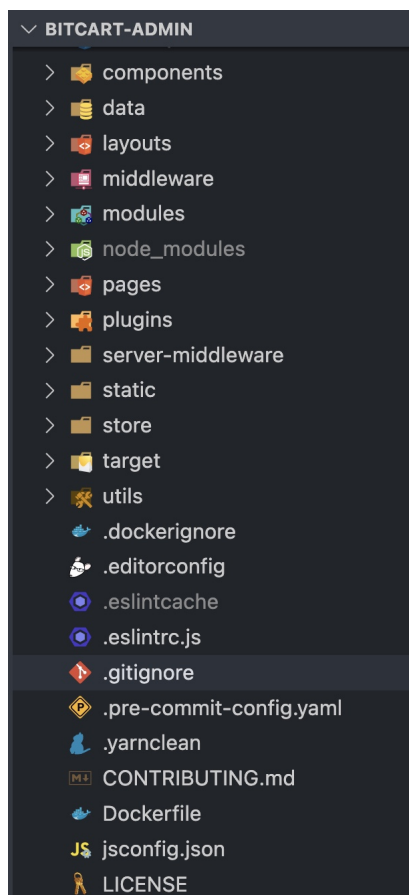 BITCART-ADMIN
components
data
layouts
middleware
modules
node_modules
pages
plugins
server-middleware
static
store
target
utils
.dockerignore
.editorconfig
.eslintcache
.eslintrc.js
.gitignore
.pre-commit-config.yaml
.yarnclean
M↓ CONTRIBUTING.md
Dockerfile
JS jsconfig.json
LICENSE